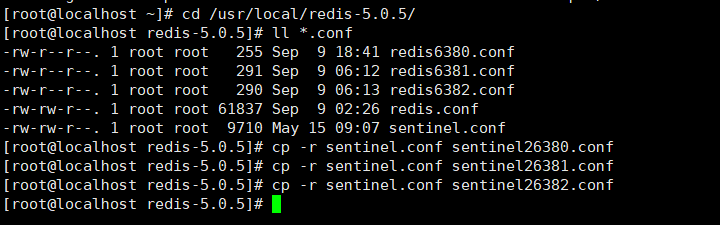 [root@localhost ~]# cd /usr/local/redis-5.0.5/
[root@localhost redis-5.0.5]# ll *.conf
-rw-r--r--. 1 root root   255 Sep  9 18:41 redis6380.conf
-rw-r--r--. 1 root root   291 Sep  9 06:12 redis6381.conf
-rw-r--r--. 1 root root   290 Sep  9 06:13 redis6382.conf
-rw-rw-r--. 1 root root 61837 Sep  9 02:26 redis.conf
-rw-rw-r--. 1 root root  9710 May 15 09:07 sentinel.conf
[root@localhost redis-5.0.5]# cp -r sentinel.conf sentinel26380.conf
[root@localhost redis-5.0.5]# cp -r sentinel.conf sentinel26381.conf
[root@localhost redis-5.0.5]# cp -r sentinel.conf sentinel26382.conf
[root@localhost redis-5.0.5]#